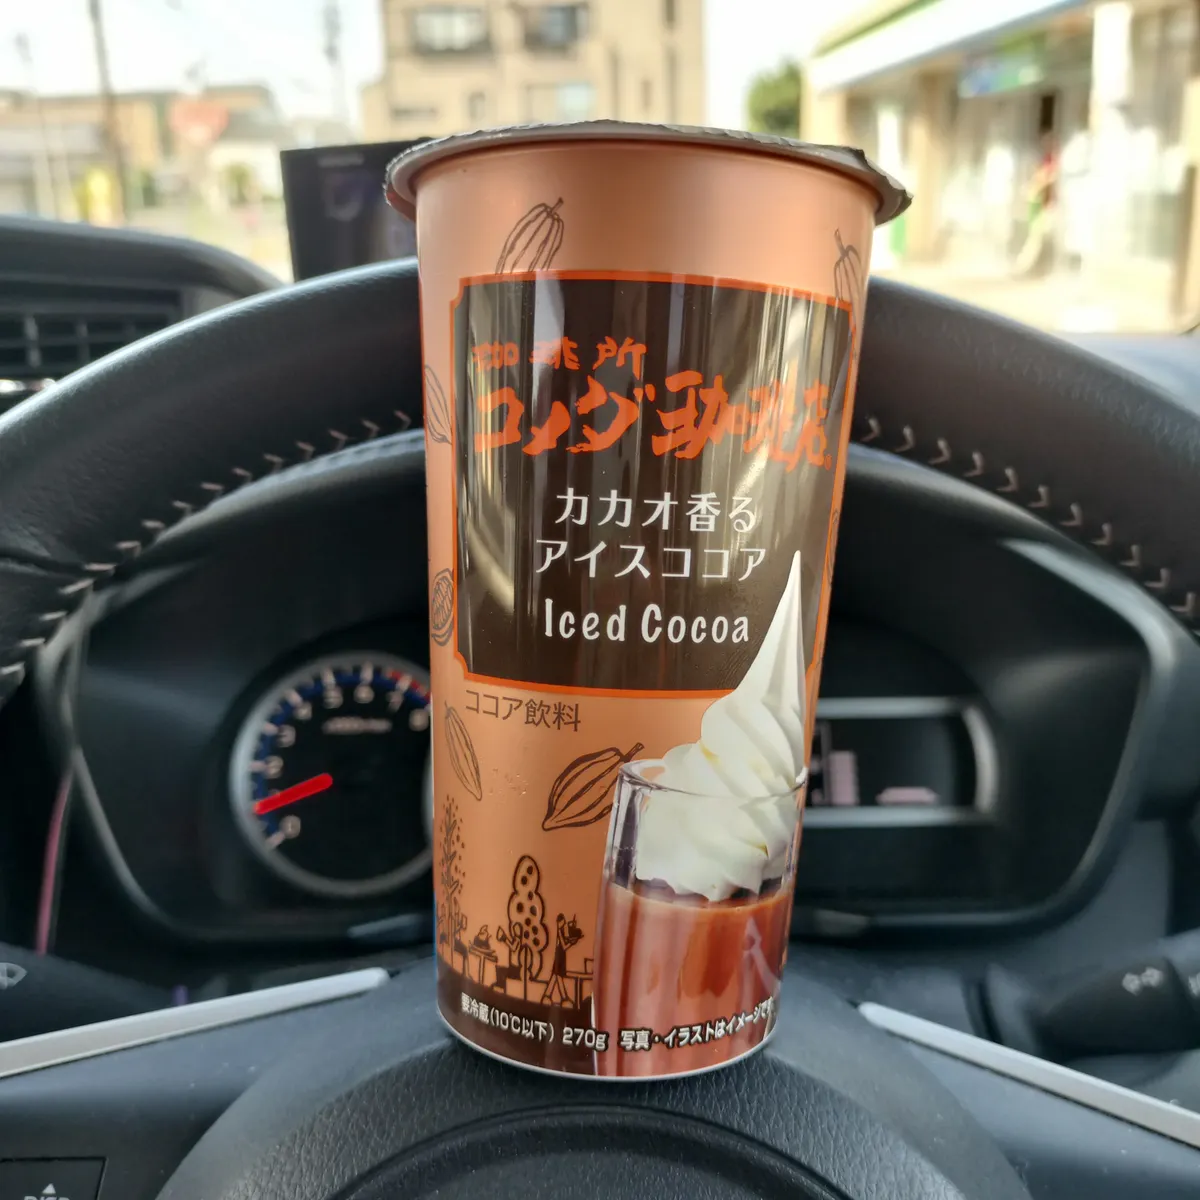 珈琲所
コメダ珈琲店
カカオ香る
アイスココア
Iced Cocoa
ココア飲料
要冷蔵(10℃以下) 270g 写真・イラストはイメージです